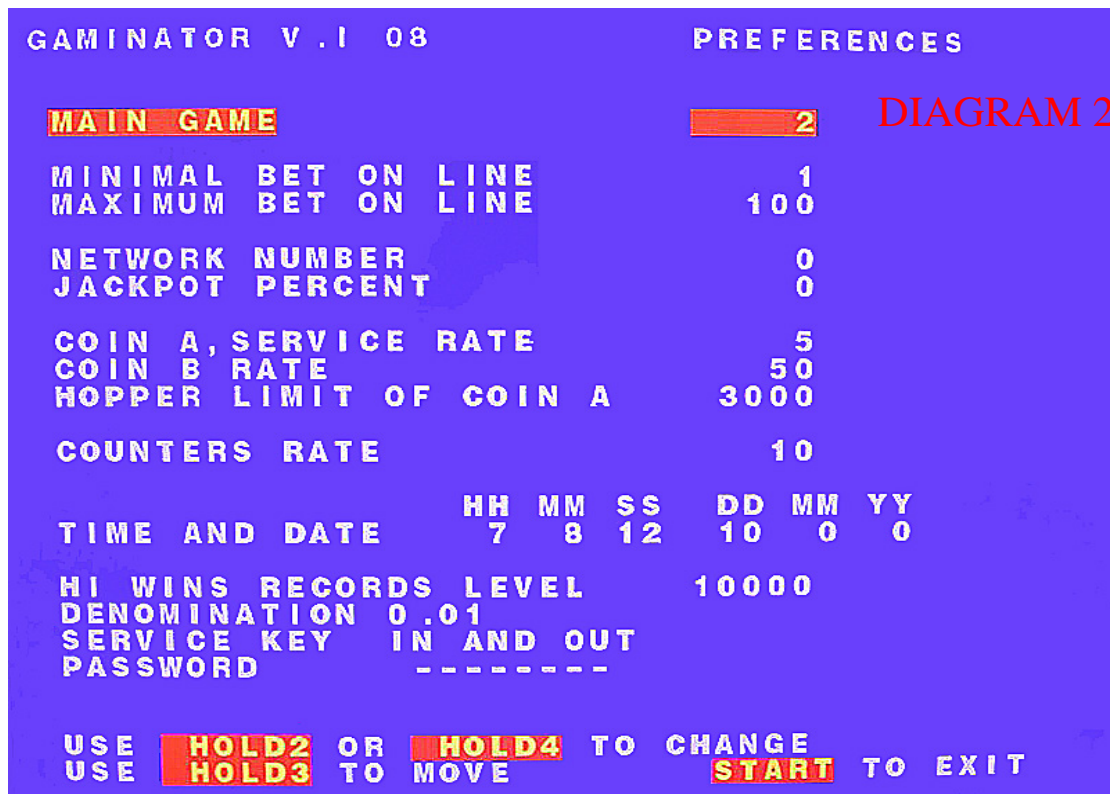 GAMINATOR V.I 08 PREFERENCES
MAIN GAME 2 DIAGRAM 2
MINIMAL BET ON LINE 1
MAXIMUM BET ON LINE 100
NETWORK NUMBER 0
JACKPOT PERCENT 0
COIN A,SERVICE RATE 5
COIN B RATE 50
HOPPER LIMIT OF COIN A 3000
COUNTERS RATE 10
HH MM SS DD MM YY
TIME AND DATE 7 8 12 10 0 0
HI WINS RECORDS LEVEL 10000
DENOMINATION 0.01
SERVICE KEY IN AND OUT
PASSWORD --------
USE HOLD2 OR HOLD4 TO CHANGE
USE HOLD3 TO MOVE START TO EXIT